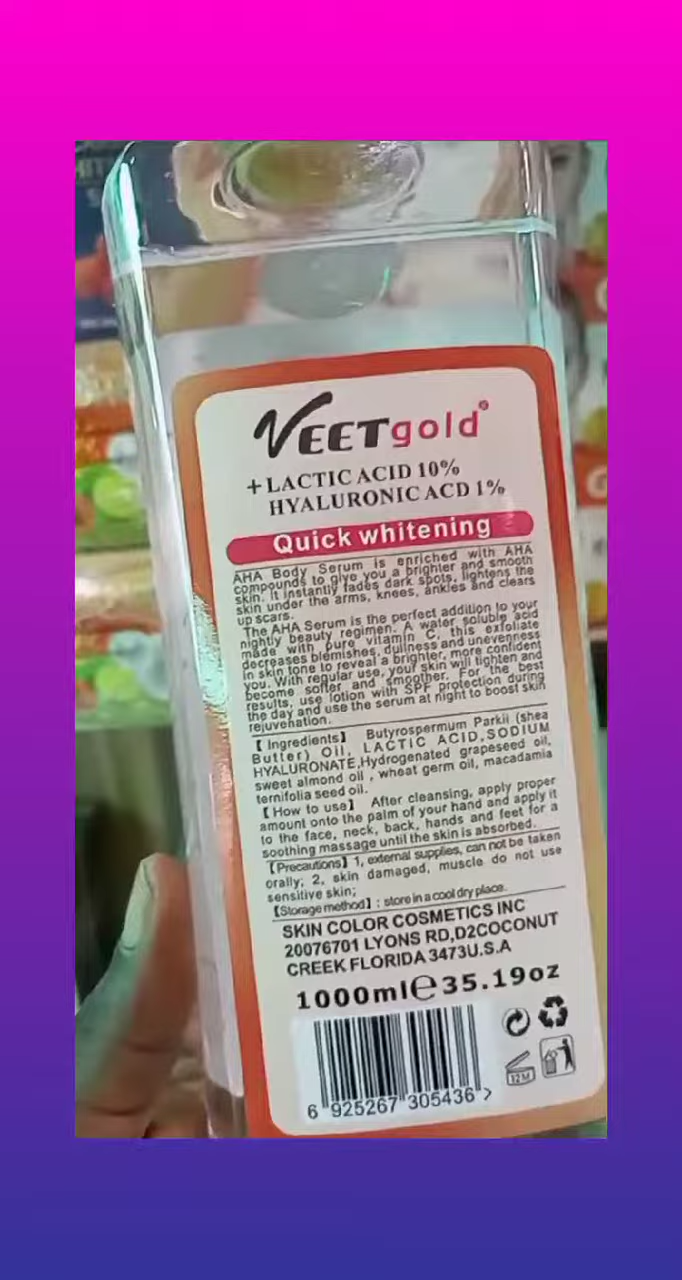 VEETgold®
+LACTIC ACID 10%
HYALURONIC ACD 1%
Quick whitening
AHA Body Serum is enriched with AHA
compounds to give you a brighter and smooth
skin. It instantly fades dark spots, lightens the
skin under the arms, knees, ankles and clears
up scars.
The AHA Serum is the perfect addition to your
nightly beauty regimen. A water soluble acid
made with pure vitamin C, this exfoliate
decreases blemishes, dullness and unevenness
in skin tone to reveal a brighter, more confident
you. With regular use, your skin will tighten and
become softer and smoother. For the best
results, use lotion with SPF protection during
the day and use the serum at night to boost skin
rejuvenation.
【 Ingredients】 Butyrospermum Parkii (shea
Butter) Oil, LACTIC ACID,SODIUM
HYALURONATE,Hydrogenated grapeseed oil,
sweet almond oil , wheat germ oil, macadamia
ternifolia seed oil.
【How to use】 After cleansing, apply proper
amount onto the palm of your hand and apply it
to the face, neck, back, hands and feet for a
soothing massage until the skin is absorbed.
【Precautions】1, external supplies, can not be taken
orally; 2, skin damaged, muscle do not use
sensitive skin;
【Storage method】: store in a cool dry place.
SKIN COLOR COSMETICS INC
20076701 LYONS RD,D2COCONUT
CREEK FLORIDA 3473U.S.A
1000ml℮35.19oz
6 925267 305436 >
12M